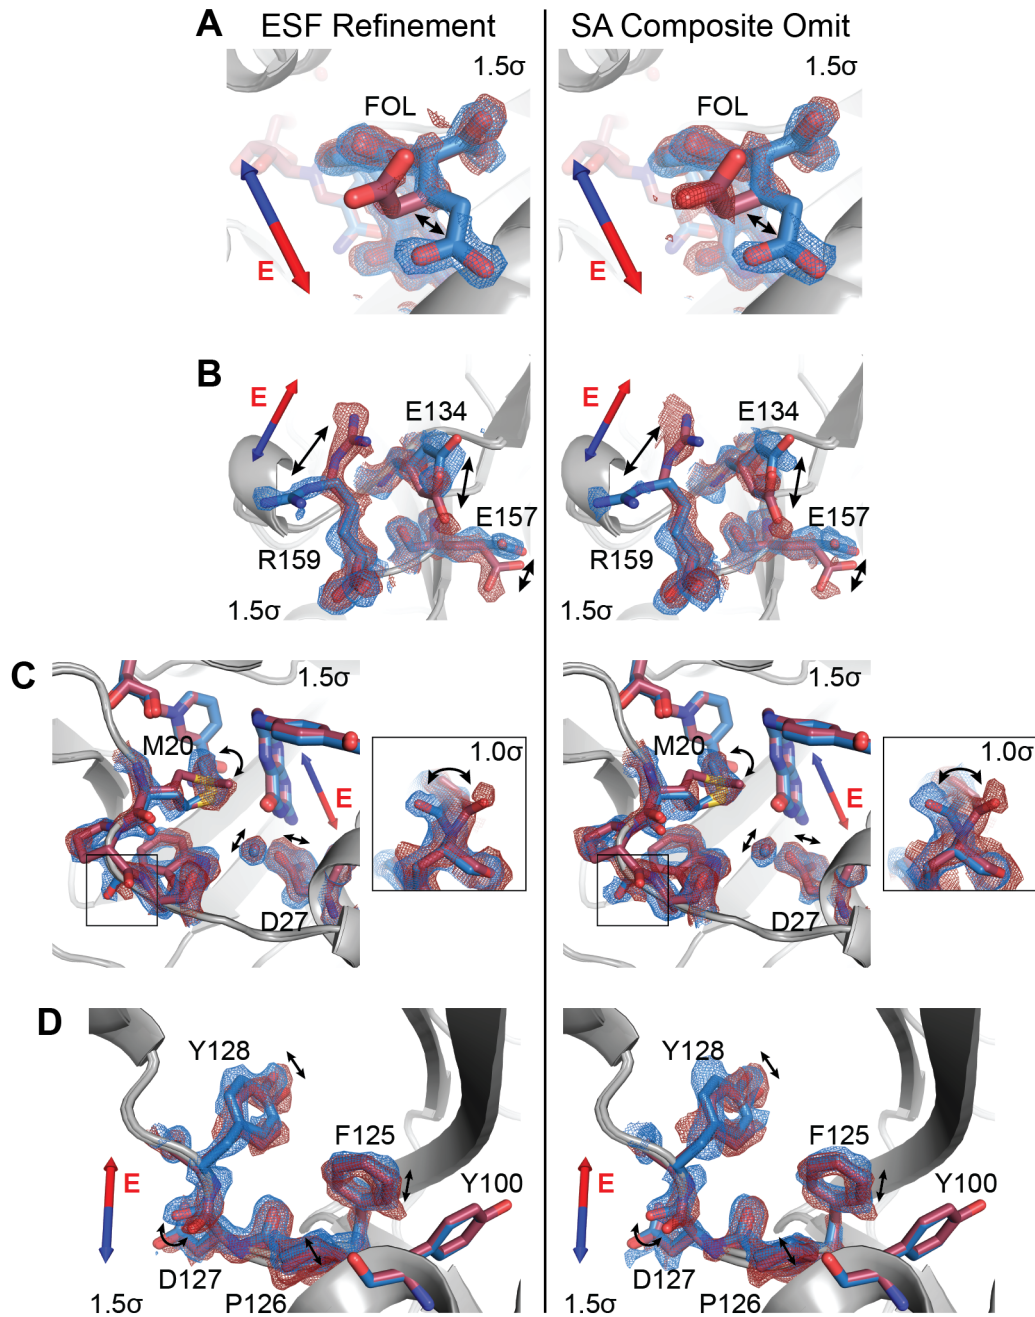 A ESF Refinement SA Composite Omit
1.5σ 1.5σ
FOL FOL
E E
B
E E134 E E134
E157 E157
R159 R159
1.5σ 1.5σ
C
1.5σ 1.5σ
M20 1.0σ M20 1.0σ
E E
D27 D27
D
Y128 Y128
F125 F125
E Y100 E Y100
D127 D127
1.5σ P126 1.5σ P126